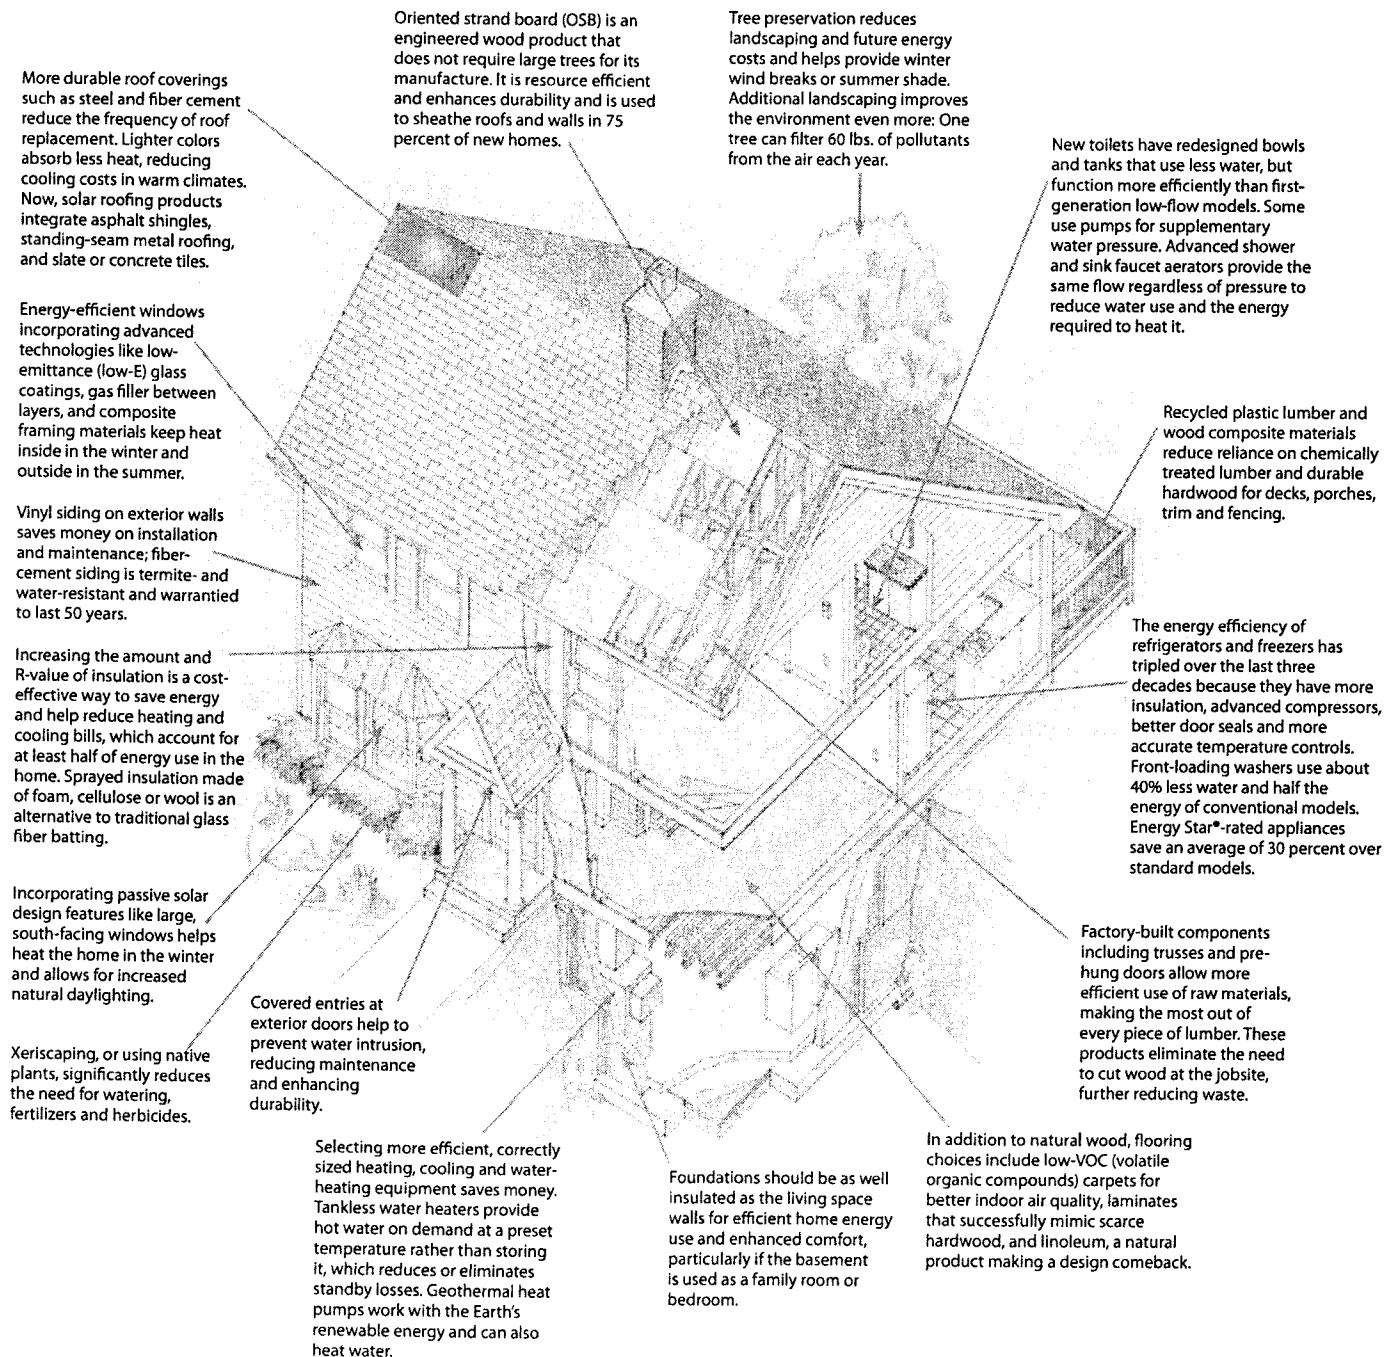 Oriented strand board (OSB) is an
engineered wood product that
does not require large trees for its
manufacture. It is resource efficient
and enhances durability and is used
to sheathe roofs and walls in 75
percent of new homes.
Tree preservation reduces
landscaping and future energy
costs and helps provide winter
wind breaks or summer shade.
Additional landscaping improves
the environment even more: One
tree can filter 60 lbs. of pollutants
from the air each year.
More durable roof coverings
such as steel and fiber cement
reduce the frequency of roof
replacement. Lighter colors
absorb less heat, reducing
cooling costs in warm climates.
Now, solar roofing products
integrate asphalt shingles,
standing-seam metal roofing,
and slate or concrete tiles.
New toilets have redesigned bowls
and tanks that use less water, but
function more efficiently than first-
generation low-flow models. Some
use pumps for supplementary
water pressure. Advanced shower
and sink faucet aerators provide the
same flow regardless of pressure to
reduce water use and the energy
required to heat it.
Energy-efficient windows
incorporating advanced
technologies like low-
emittance (low-E) glass
coatings, gas filler between
layers, and composite
framing materials keep heat
inside in the winter and
outside in the summer.
Recycled plastic lumber and
wood composite materials
reduce reliance on chemically
treated lumber and durable
hardwood for decks, porches,
trim and fencing.
Vinyl siding on exterior walls
saves money on installation
and maintenance; fiber-
cement siding is termite- and
water-resistant and warrantied
to last 50 years.
The energy efficiency of
refrigerators and freezers has
tripled over the last three
decades because they have more
insulation, advanced compressors,
better door seals and more
accurate temperature controls.
Front-loading washers use about
40% less water and half the
energy of conventional models.
Energy Star®-rated appliances
save an average of 30 percent over
standard models.
Increasing the amount and
R-value of insulation is a cost-
effective way to save energy
and help reduce heating and
cooling bills, which account for
at least half of energy use in the
home. Sprayed insulation made
of foam, cellulose or wool is an
alternative to traditional glass
fiber batting.
Incorporating passive solar
design features like large,
south-facing windows helps
heat the home in the winter
and allows for increased
natural daylighting.
Factory-built components
including trusses and pre-
hung doors allow more
efficient use of raw materials,
making the most out of
every piece of lumber. These
products eliminate the need
to cut wood at the jobsite,
further reducing waste.
Covered entries at
exterior doors help to
prevent water intrusion,
reducing maintenance
and enhancing
durability.
Xeriscaping, or using native
plants, significantly reduces
the need for watering,
fertilizers and herbicides.
Selecting more efficient, correctly
sized heating, cooling and water-
heating equipment saves money.
Tankless water heaters provide
hot water on demand at a preset
temperature rather than storing
it, which reduces or eliminates
standby losses. Geothermal heat
pumps work with the Earth's
renewable energy and can also
heat water.
Foundations should be as well
insulated as the living space
walls for efficient home energy
use and enhanced comfort,
particularly if the basement
is used as a family room or
bedroom.
In addition to natural wood, flooring
choices include low-VOC (volatile
organic compounds) carpets for
better indoor air quality, laminates
that successfully mimic scarce
hardwood, and linoleum, a natural
product making a design comeback.